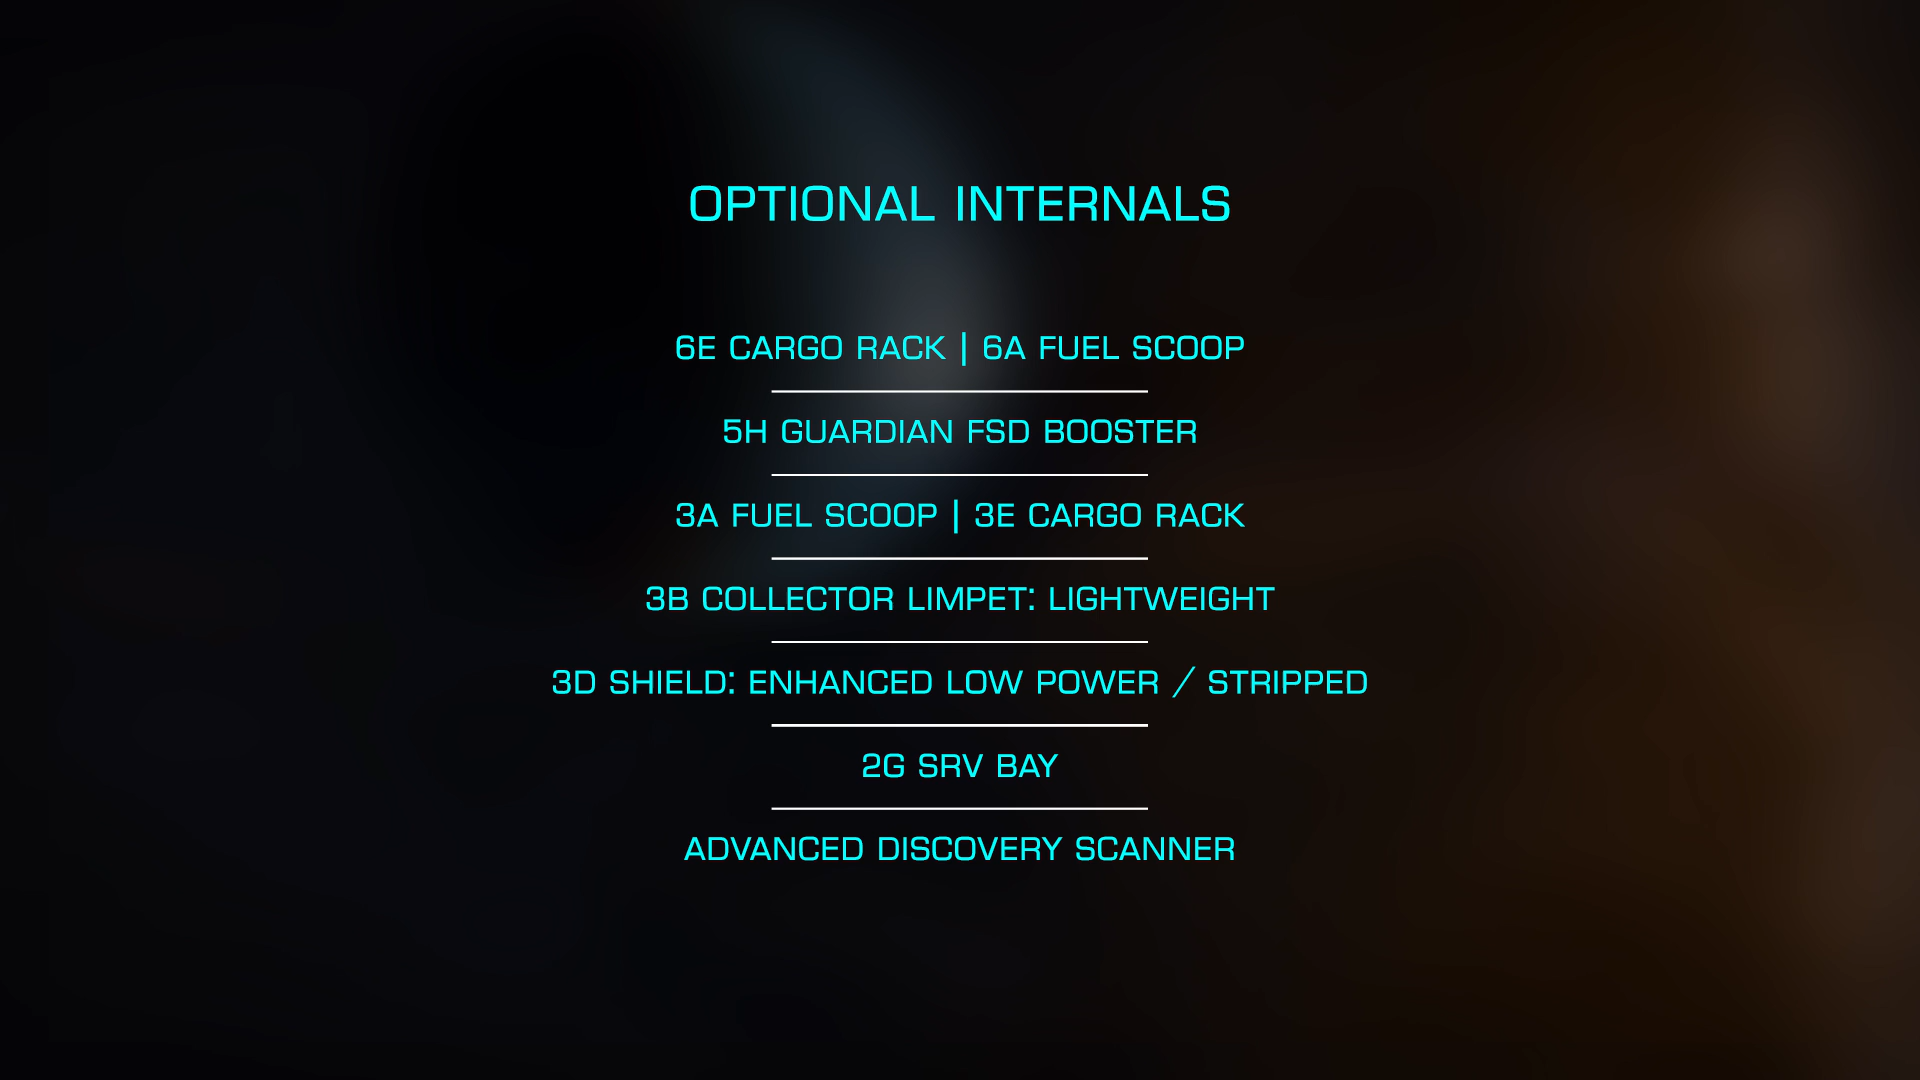 OPTIONAL INTERNALS
6E CARGO RACK | 6A FUEL SCOOP
5H GUARDIAN FSD BOOSTER
3A FUEL SCOOP | 3E CARGO RACK
3B COLLECTOR LIMPET: LIGHTWEIGHT
3D SHIELD: ENHANCED LOW POWER / STRIPPED
2G SRV BAY
ADVANCED DISCOVERY SCANNER